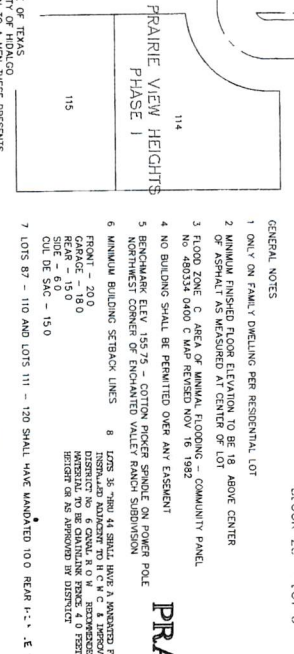 OF TEXAS
TY OF HIDALGO
PRAIRIE VIEW HEIGHTS
PHASE I
114
115
GENERAL NOTES
1 ONLY ON FAMILY DWELLING PER RESIDENTIAL LOT
2 MINIMUM FINISHED FLOOR ELEVATION TO BE 18 ABOVE CENTER
OF ASPHALT AS MEASURED AT CENTER OF LOT
3 FLOOD ZONE C AREA OF MINIMAL FLOODING - COMMUNITY PANEL
No 480334 0400 C MAP REVISED NOV 16 1982
4 NO BUILDING SHALL BE PERMITTED OVER ANY EASEMENT
5 BENCHMARK ELEV 155 75 - COTTON PICKER SPINDLE ON POWER POLE
NORTHWEST CORNER OF ENCHANTED VALLEY RANCH SUBDIVISION
6 MINIMUM BUILDING SETBACK LINES
FRONT - 20 0
GARAGE - 18 0
REAR - 15 0
SIDE - 6 0
CUL DE SAC - 15 0
7 LOTS 87 - 110 AND LOTS 111 - 120 SHALL HAVE MANDATED 10 0 REAR
8 LOTS 36 THRU 44 SHALL HAVE A MANDATED F
INSTALLED ADJACENT TO H C W C & IMPROV
DISTRICT No 6 CANAL R O W RECOMMENDE
MATERIAL TO BE CHAINLINK FENCE 4 0 FEET
HEIGHT OR AS APPROVED BY DISTRICT
PRA